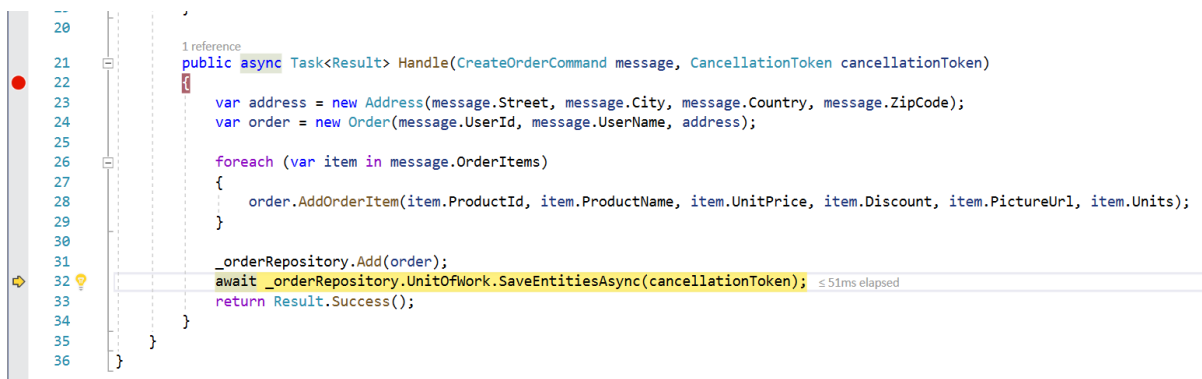 20
1 reference
21 public async Task<Result> Handle(CreateOrderCommand message, CancellationToken cancellationToken)
22 {
23 var address = new Address(message.Street, message.City, message.Country, message.ZipCode);
24 var order = new Order(message.UserId, message.UserName, address);
25
26 foreach (var item in message.OrderItems)
27 {
28 order.AddOrderItem(item.ProductId, item.ProductName, item.UnitPrice, item.Discount, item.PictureUrl, item.Units);
29 }
30
31 _orderRepository.Add(order);
32 await _orderRepository.UnitOfWork.SaveEntitiesAsync(cancellationToken); ≤ 51ms elapsed
33 return Result.Success();
34 }
35 }
36 }